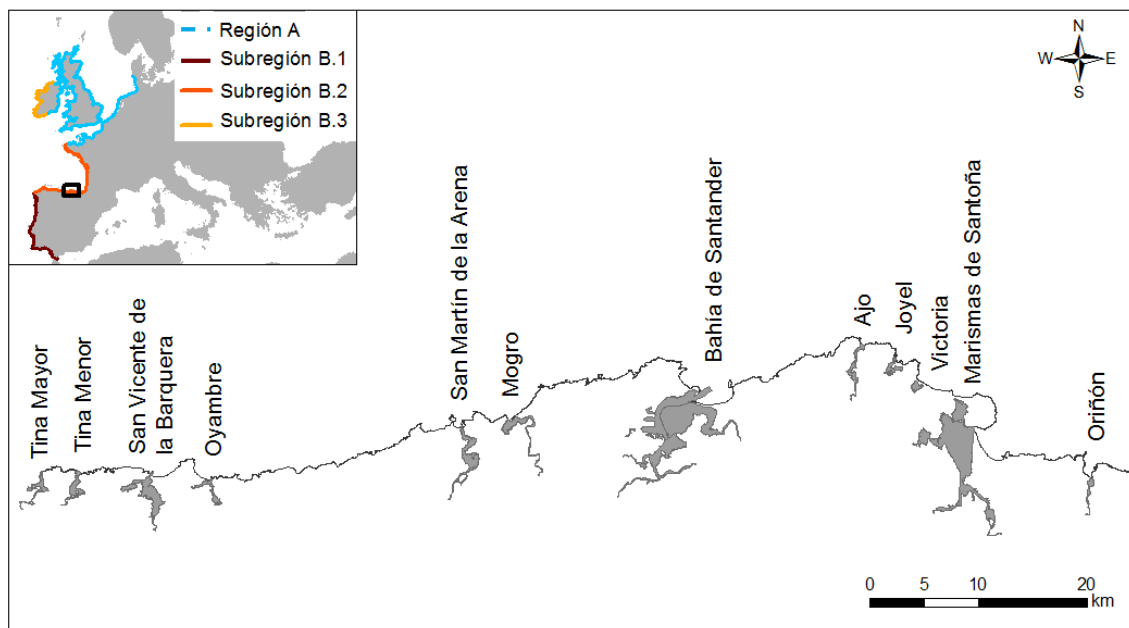 Región A
Subregión B.1
Subregión B.2
Subregión B.3
N
W E
S
Tina Mayor
Tina Menor
San Vicente de
la Barquera
Oyambre
San Martín de la Arena
Mogro
Bahía de Santander
Ajo
Joyel
Victoria
Marismas de Santoña
Oriñón
0 5 10 20
km